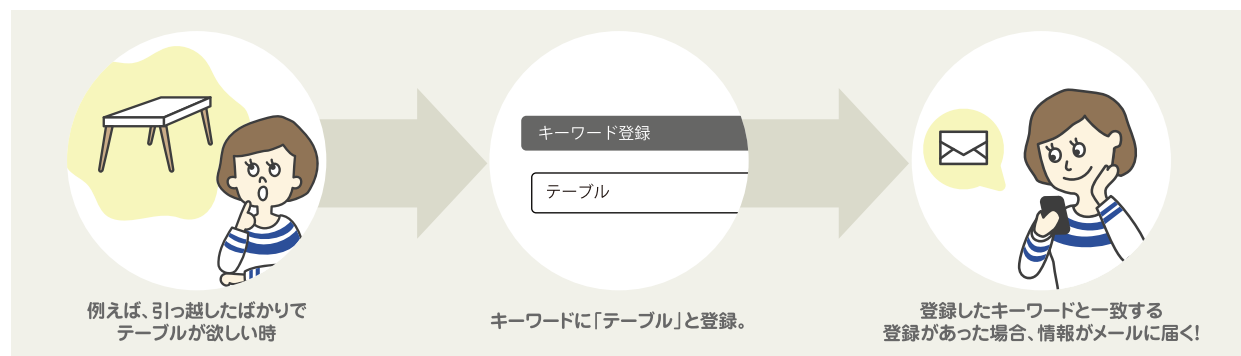 キーワード登録
テーブル
例えば、引っ越したばかりで
テーブルが欲しい時
キーワードに「テーブル」と登録。
登録したキーワードと一致する
登録があった場合、情報がメールに届く!